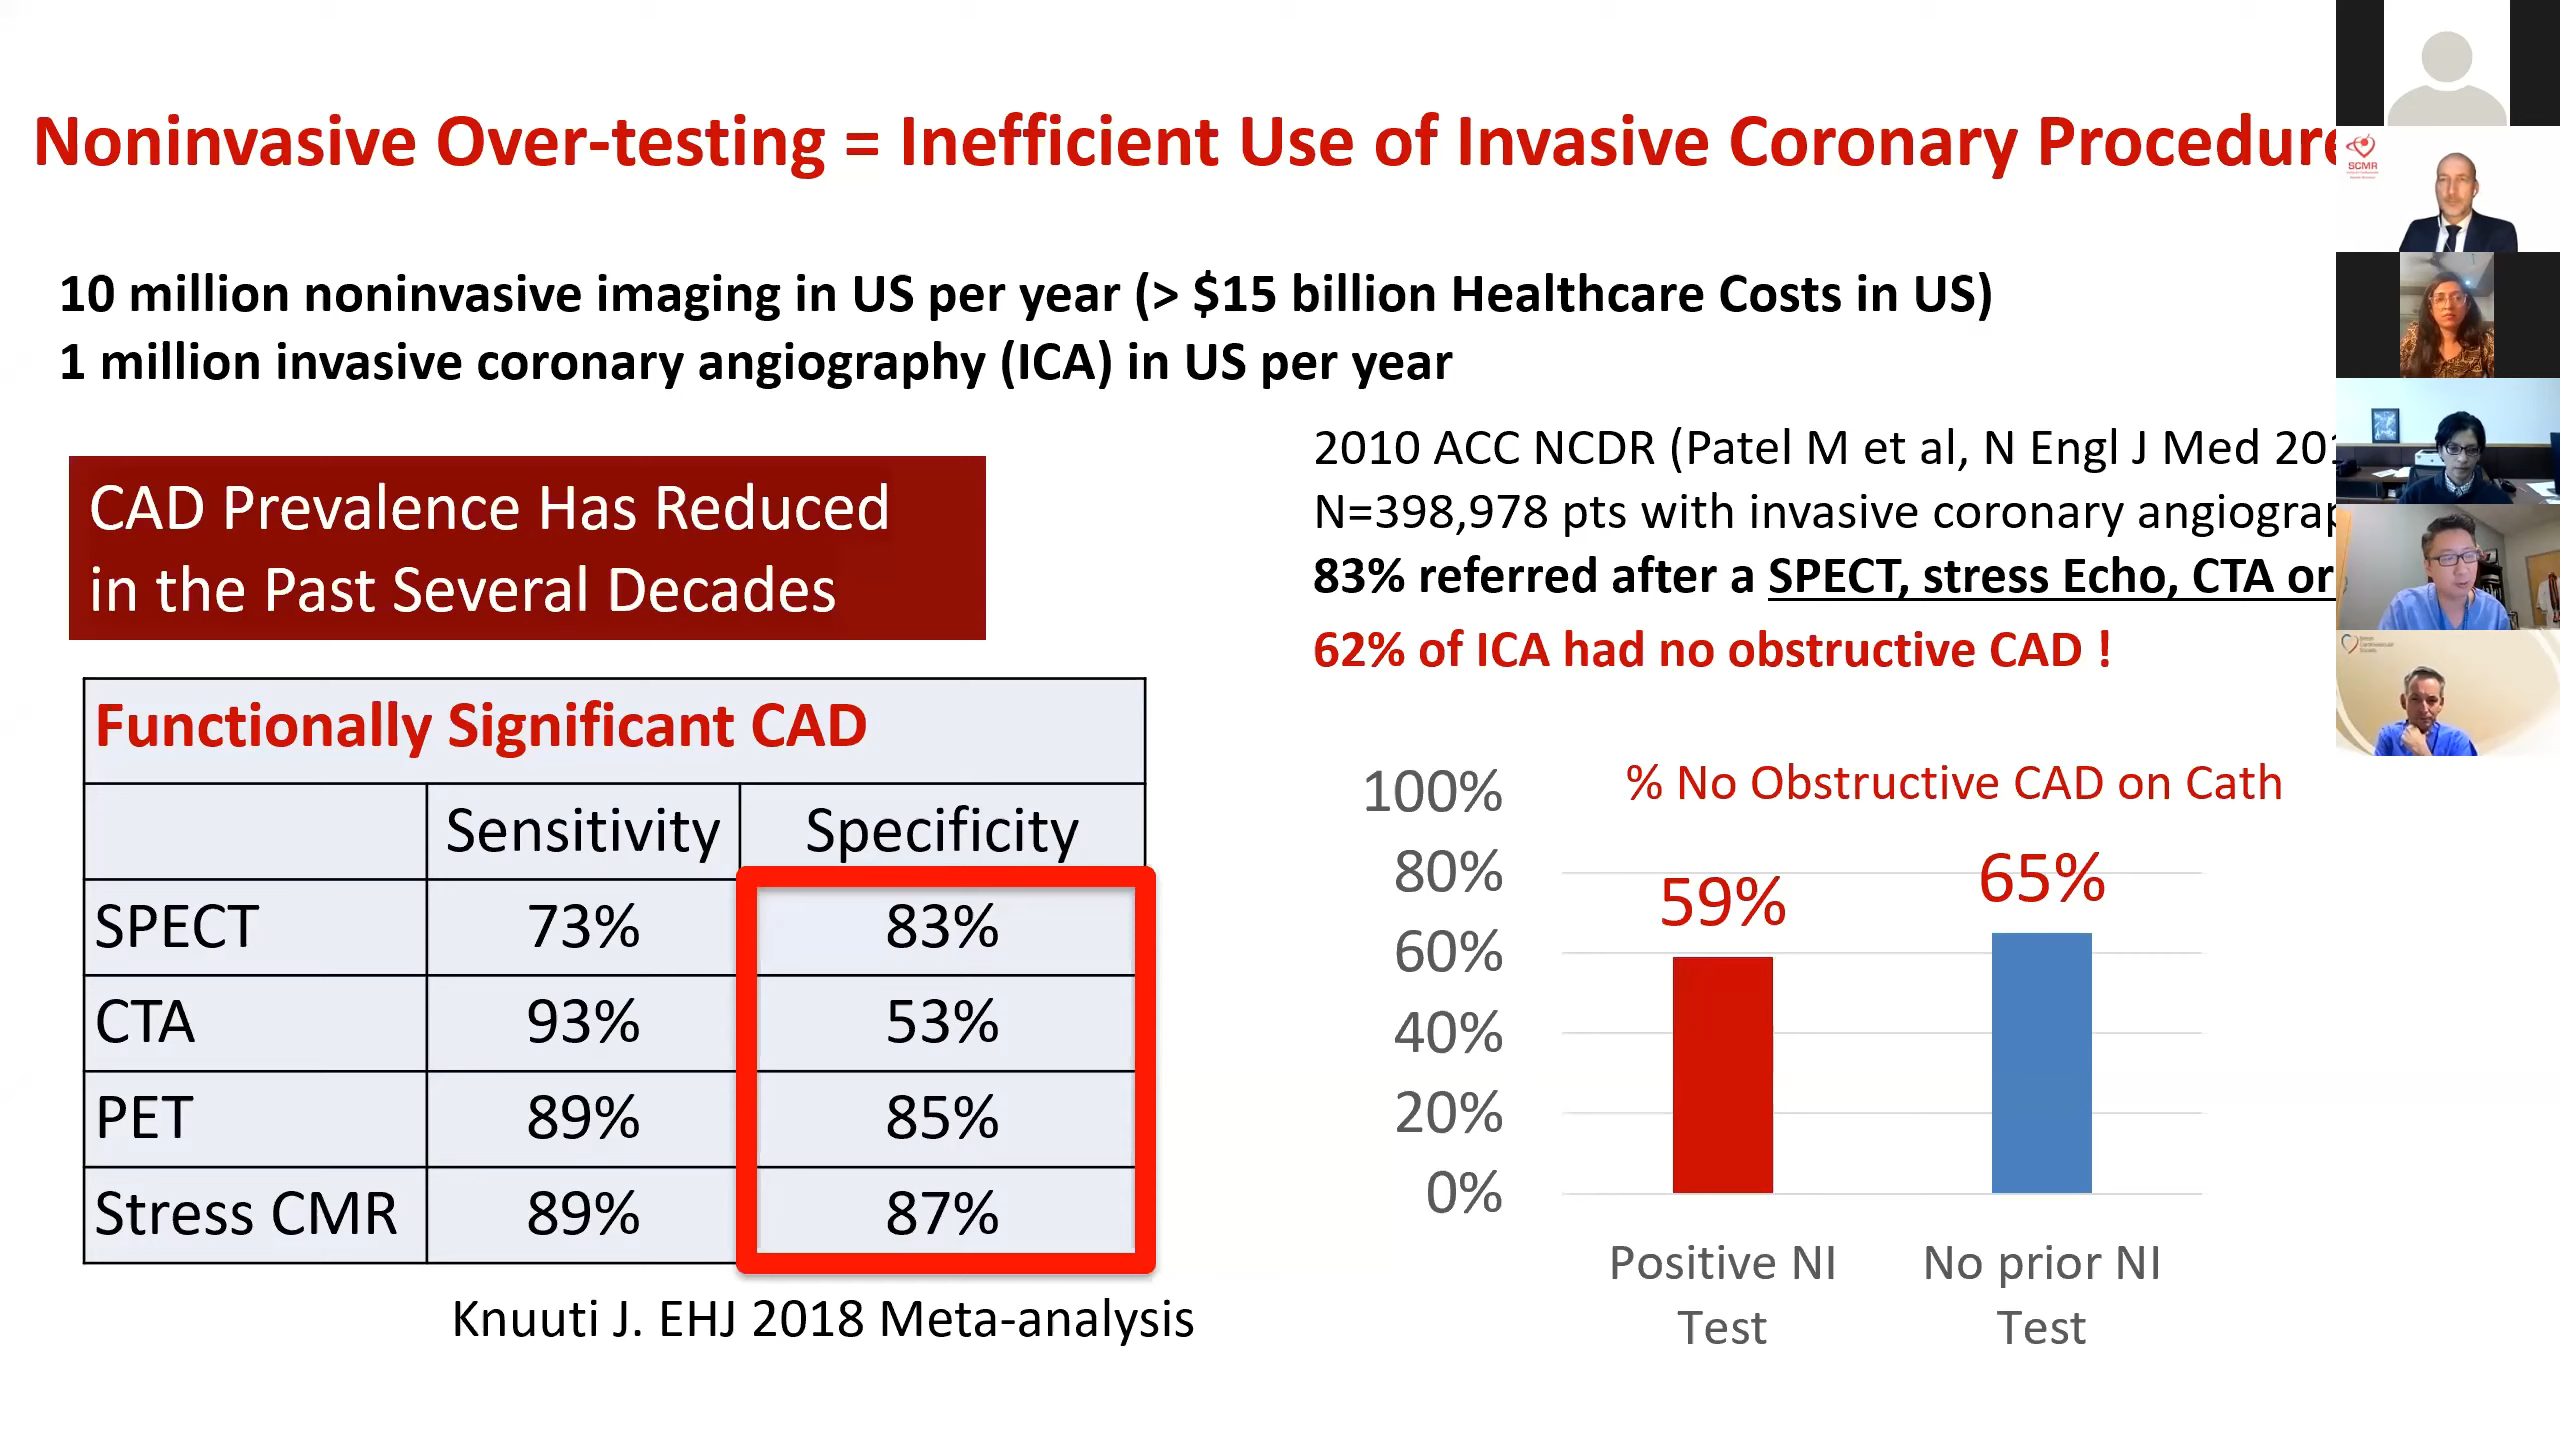 Noninvasive Over-testing = Inefficient Use of Invasive Coronary
10 million noninvasive imaging in US per year (> $15 billion Healthcare Costs in US)
1 million invasive coronary angiography (ICA) in US per year
CAD Prevalence Has Reduced
in the Past Several Decades
2010 ACC NCDR (Patel M et al, N Engl J Med
N=398,978 pts with invasive coronary
83% referred after a SPECT, stress Echo, CTA or
62% of ICA had no obstructive CAD !
Functionally Significant CAD
Sensitivity Specificity
SPECT 73% 83%
CTA 93% 53%
PET 89% 85%
Stress CMR 89% 87%
Knuuti J. EHJ 2018 Meta-analysis
% No Obstructive CAD on Cath
100%
80%
60%
40%
20%
0%
59%
65%
Positive NI
Test
No prior NI
Test
SCMR